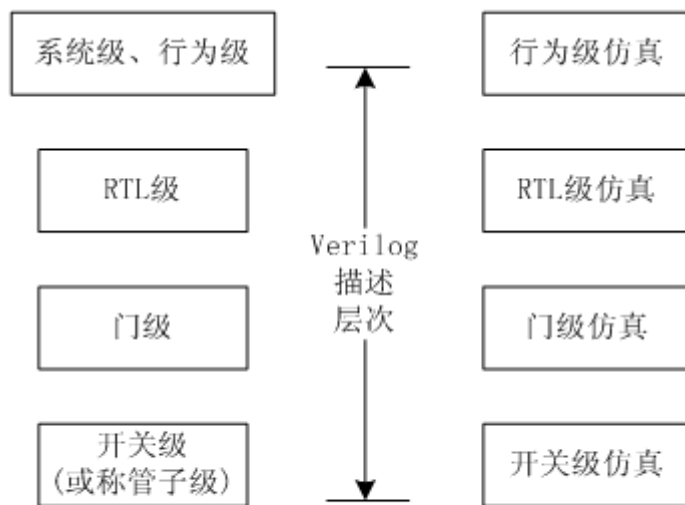 系统级、行为级
行为级仿真
RTL级
RTL级仿真
Verilog
描述
层次
门级
门级仿真
开关级
(或称管子级)
开关级仿真